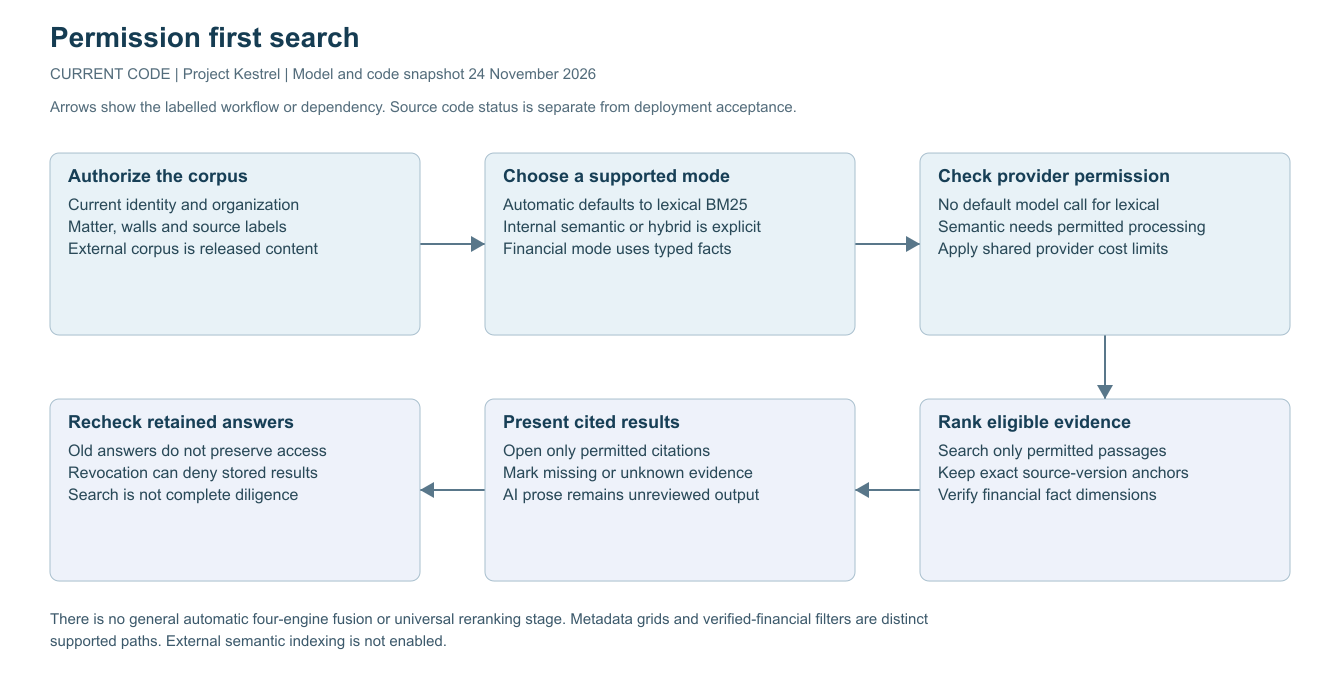 Permission first search
CURRENT CODE | Project Kestrel | Model and code snapshot 24 November 2026
Arrows show the labelled workflow or dependency. Source code status is separate from deployment acceptance.
Authorize the corpus
Current identity and organization
Matter, walls and source labels
External corpus is released content
Choose a supported mode
Automatic defaults to lexical BM25
Internal semantic or hybrid is explicit
Financial mode uses typed facts
Check provider permission
No default model call for lexical
Semantic needs permitted processing
Apply shared provider cost limits
Recheck retained answers
Old answers do not preserve access
Revocation can deny stored results
Search is not complete diligence
Present cited results
Open only permitted citations
Mark missing or unknown evidence
AI prose remains unreviewed output
Rank eligible evidence
Search only permitted passages
Keep exact source-version anchors
Verify financial fact dimensions
There is no general automatic four-engine fusion or universal reranking stage. Metadata grids and verified-financial filters are distinct
supported paths. External semantic indexing is not enabled.